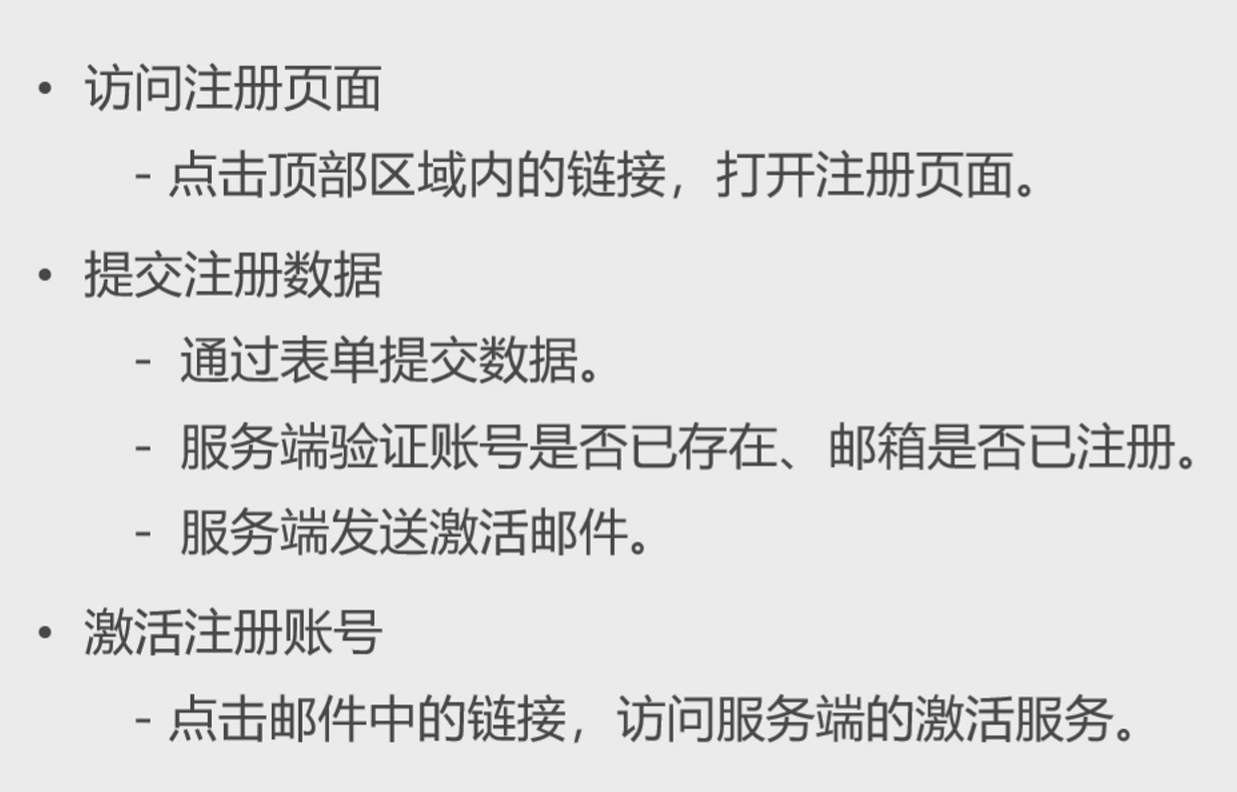 • 访问注册页面
- 点击顶部区域内的链接，打开注册页面。
• 提交注册数据
- 通过表单提交数据。
- 服务端验证账号是否已存在、邮箱是否已注册。
- 服务端发送激活邮件。
• 激活注册账号
- 点击邮件中的链接，访问服务端的激活服务。